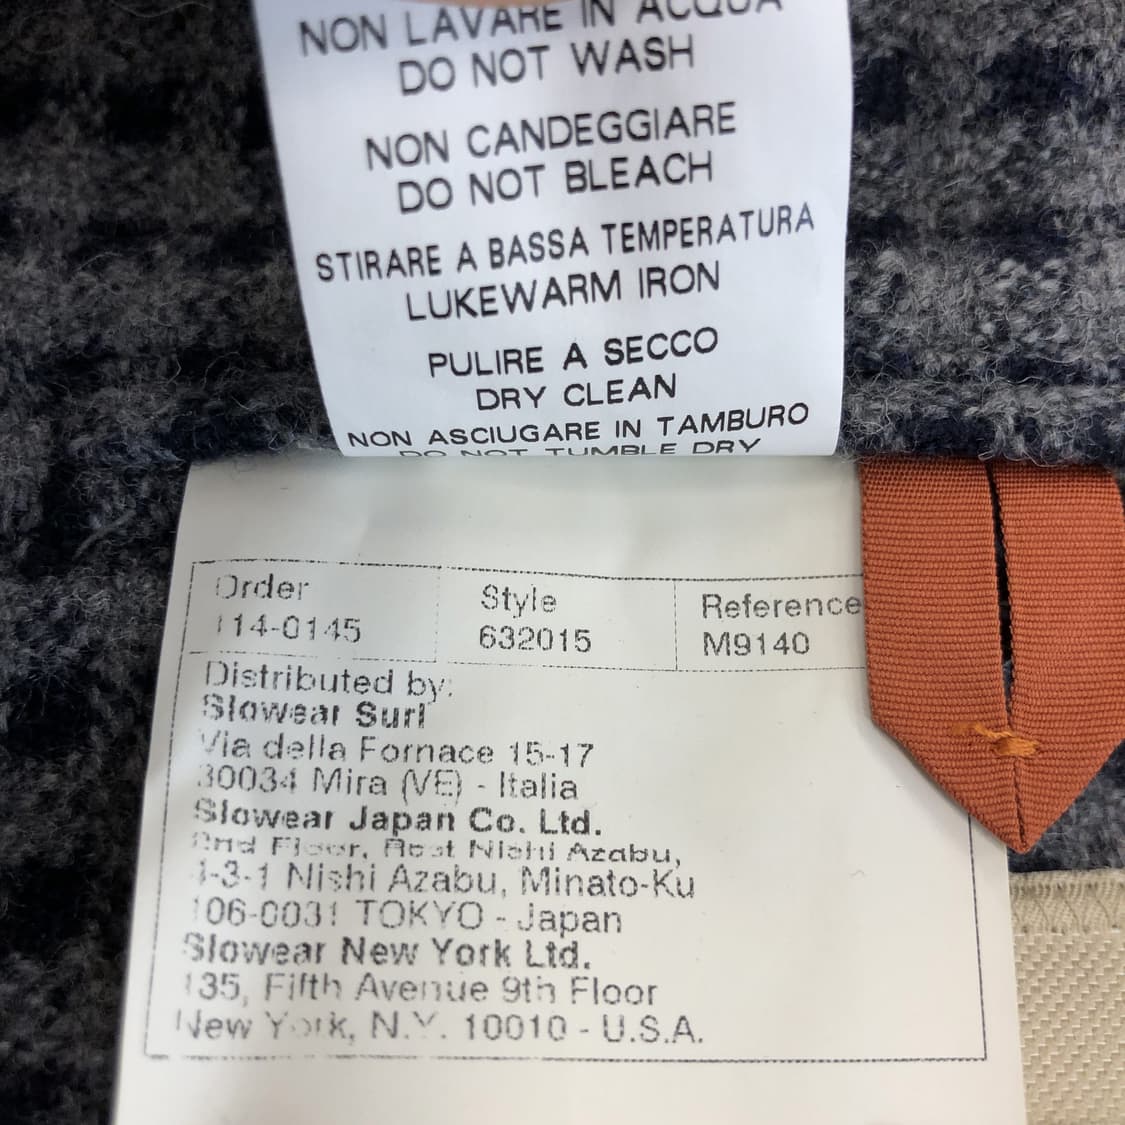 NON LAVARE IN ACQUA
DO NOT WASH
NON CANDEGGIARE
DO NOT BLEACH
STIRARE A BASSA TEMPERATURA
LUKEWARM IRON
PULIRE A SECCO
DRY CLEAN
NON ASCIUGARE IN TAMBURO
DO NOT TUMBLE DRY
Order Style Reference
114-0145 632015 M9140
Distributed by:
Slowear Surl
Via della Fornace 15-17
30034 Mira (VE) - Italia
Slowear Japan Co. Ltd.
2nd Floor, Nishi Azabu,
4-3-1 Nishi Azabu, Minato-Ku
106-0031 TOKYO - Japan
Slowear New York Ltd.
135, Fifth Avenue 9th Floor
New York, N.Y. 10010 - U.S.A.